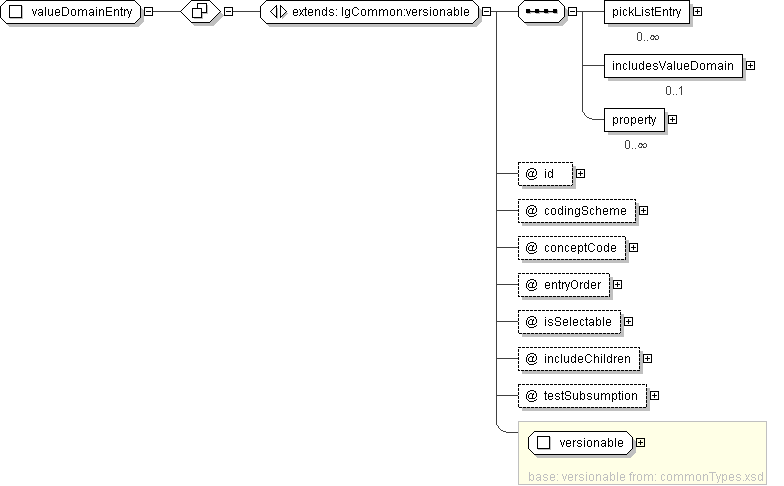 valueDomainEntry
extends: lgCommon:versionable
pickListEntry
0..∞
includesValueDomain
0..1
property
0..∞
@ id
@ codingScheme
@ conceptCode
@ entryOrder
@ isSelectable
@ includeChildren
@ testSubsumption
versionable
base: versionable from: commonTypes.xsd